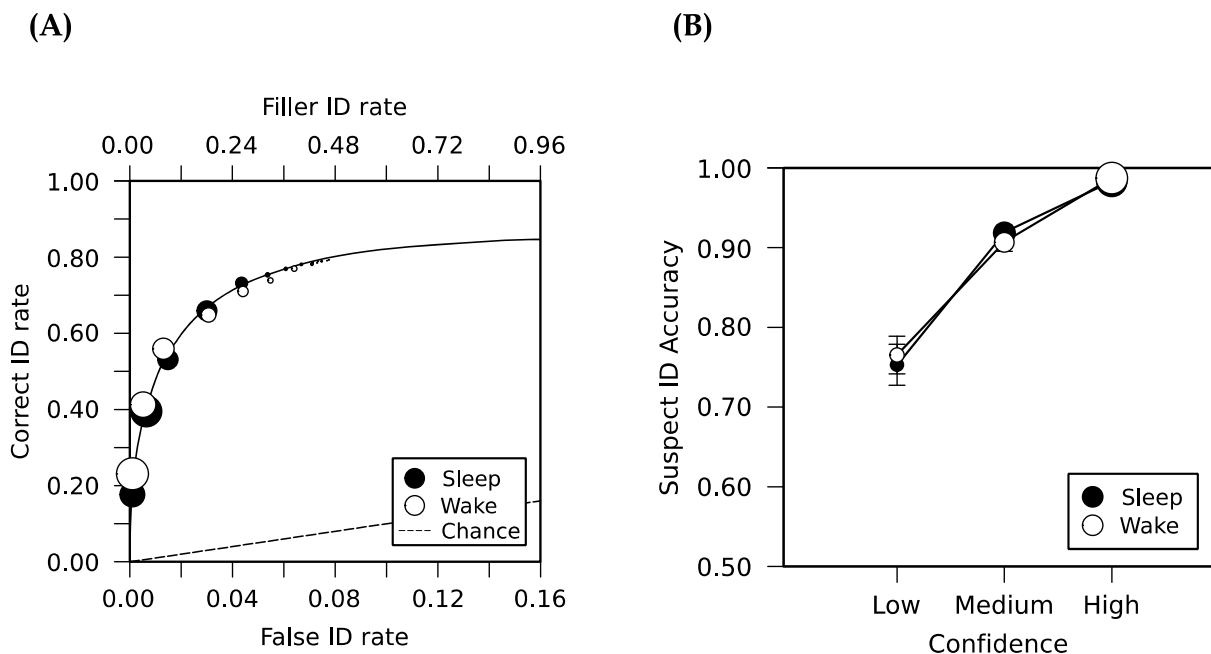 (A)
Filler ID rate
0.00 0.24 0.48 0.72 0.96
1.00
0.80
0.60
0.40
0.20
0.00
Correct ID rate
Sleep
Wake
Chance
0.00 0.04 0.08 0.12 0.16
False ID rate
(B)
1.00
0.90
0.80
0.70
0.60
0.50
Suspect ID Accuracy
Sleep
Wake
Low Medium High
Confidence